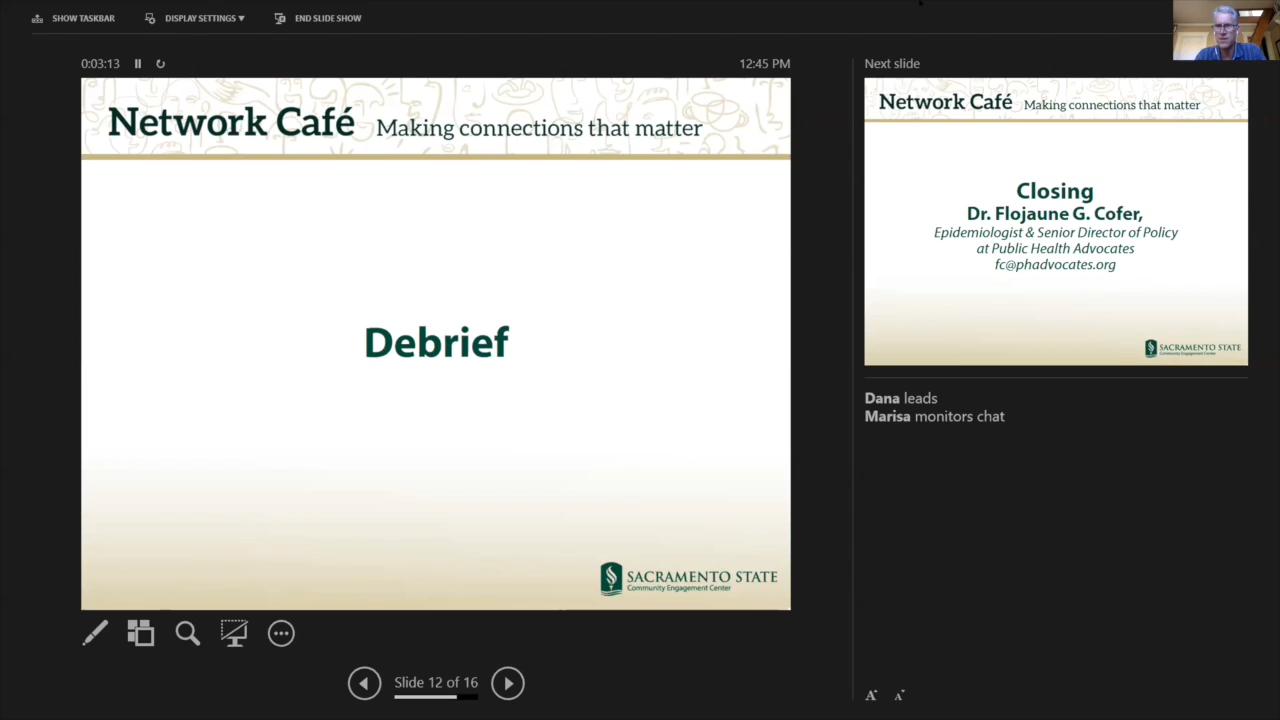 SHOW TASKBAR
DISPLAY SETTINGS ▼
END SLIDE SHOW
0:03:13
12:45 PM
Network Café Making connections that matter
Debrief
SACRAMENTO STATE
Community Engagement Center
Slide 12 of 16
Next slide
Network Café Making connections that matter
Closing
Dr. Flojaune G. Cofer,
Epidemiologist & Senior Director of Policy
at Public Health Advocates
fc@phadvocates.org
SACRAMENTO STATE
Community Engagement Center
Dana leads
Marisa monitors chat
A A